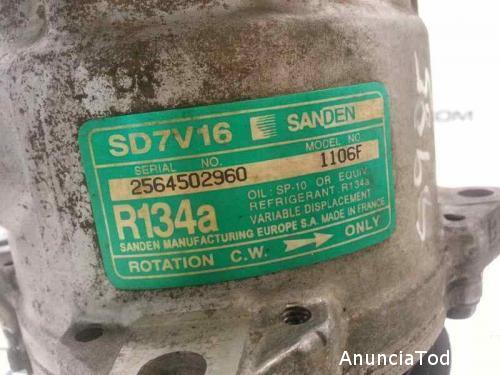 SD7V16 SANDEN
SERIAL NO. MODEL NO
2564502960 1106F
R134a
OIL: SP-10 OR EQUIV.
REFRIGERANT: R134a
VARIABLE DISPLACEMENT
SANDEN MANUFACTURING EUROPE S.A. MADE IN FRANCE
ROTATION C.W. ONLY
AnunciaTod